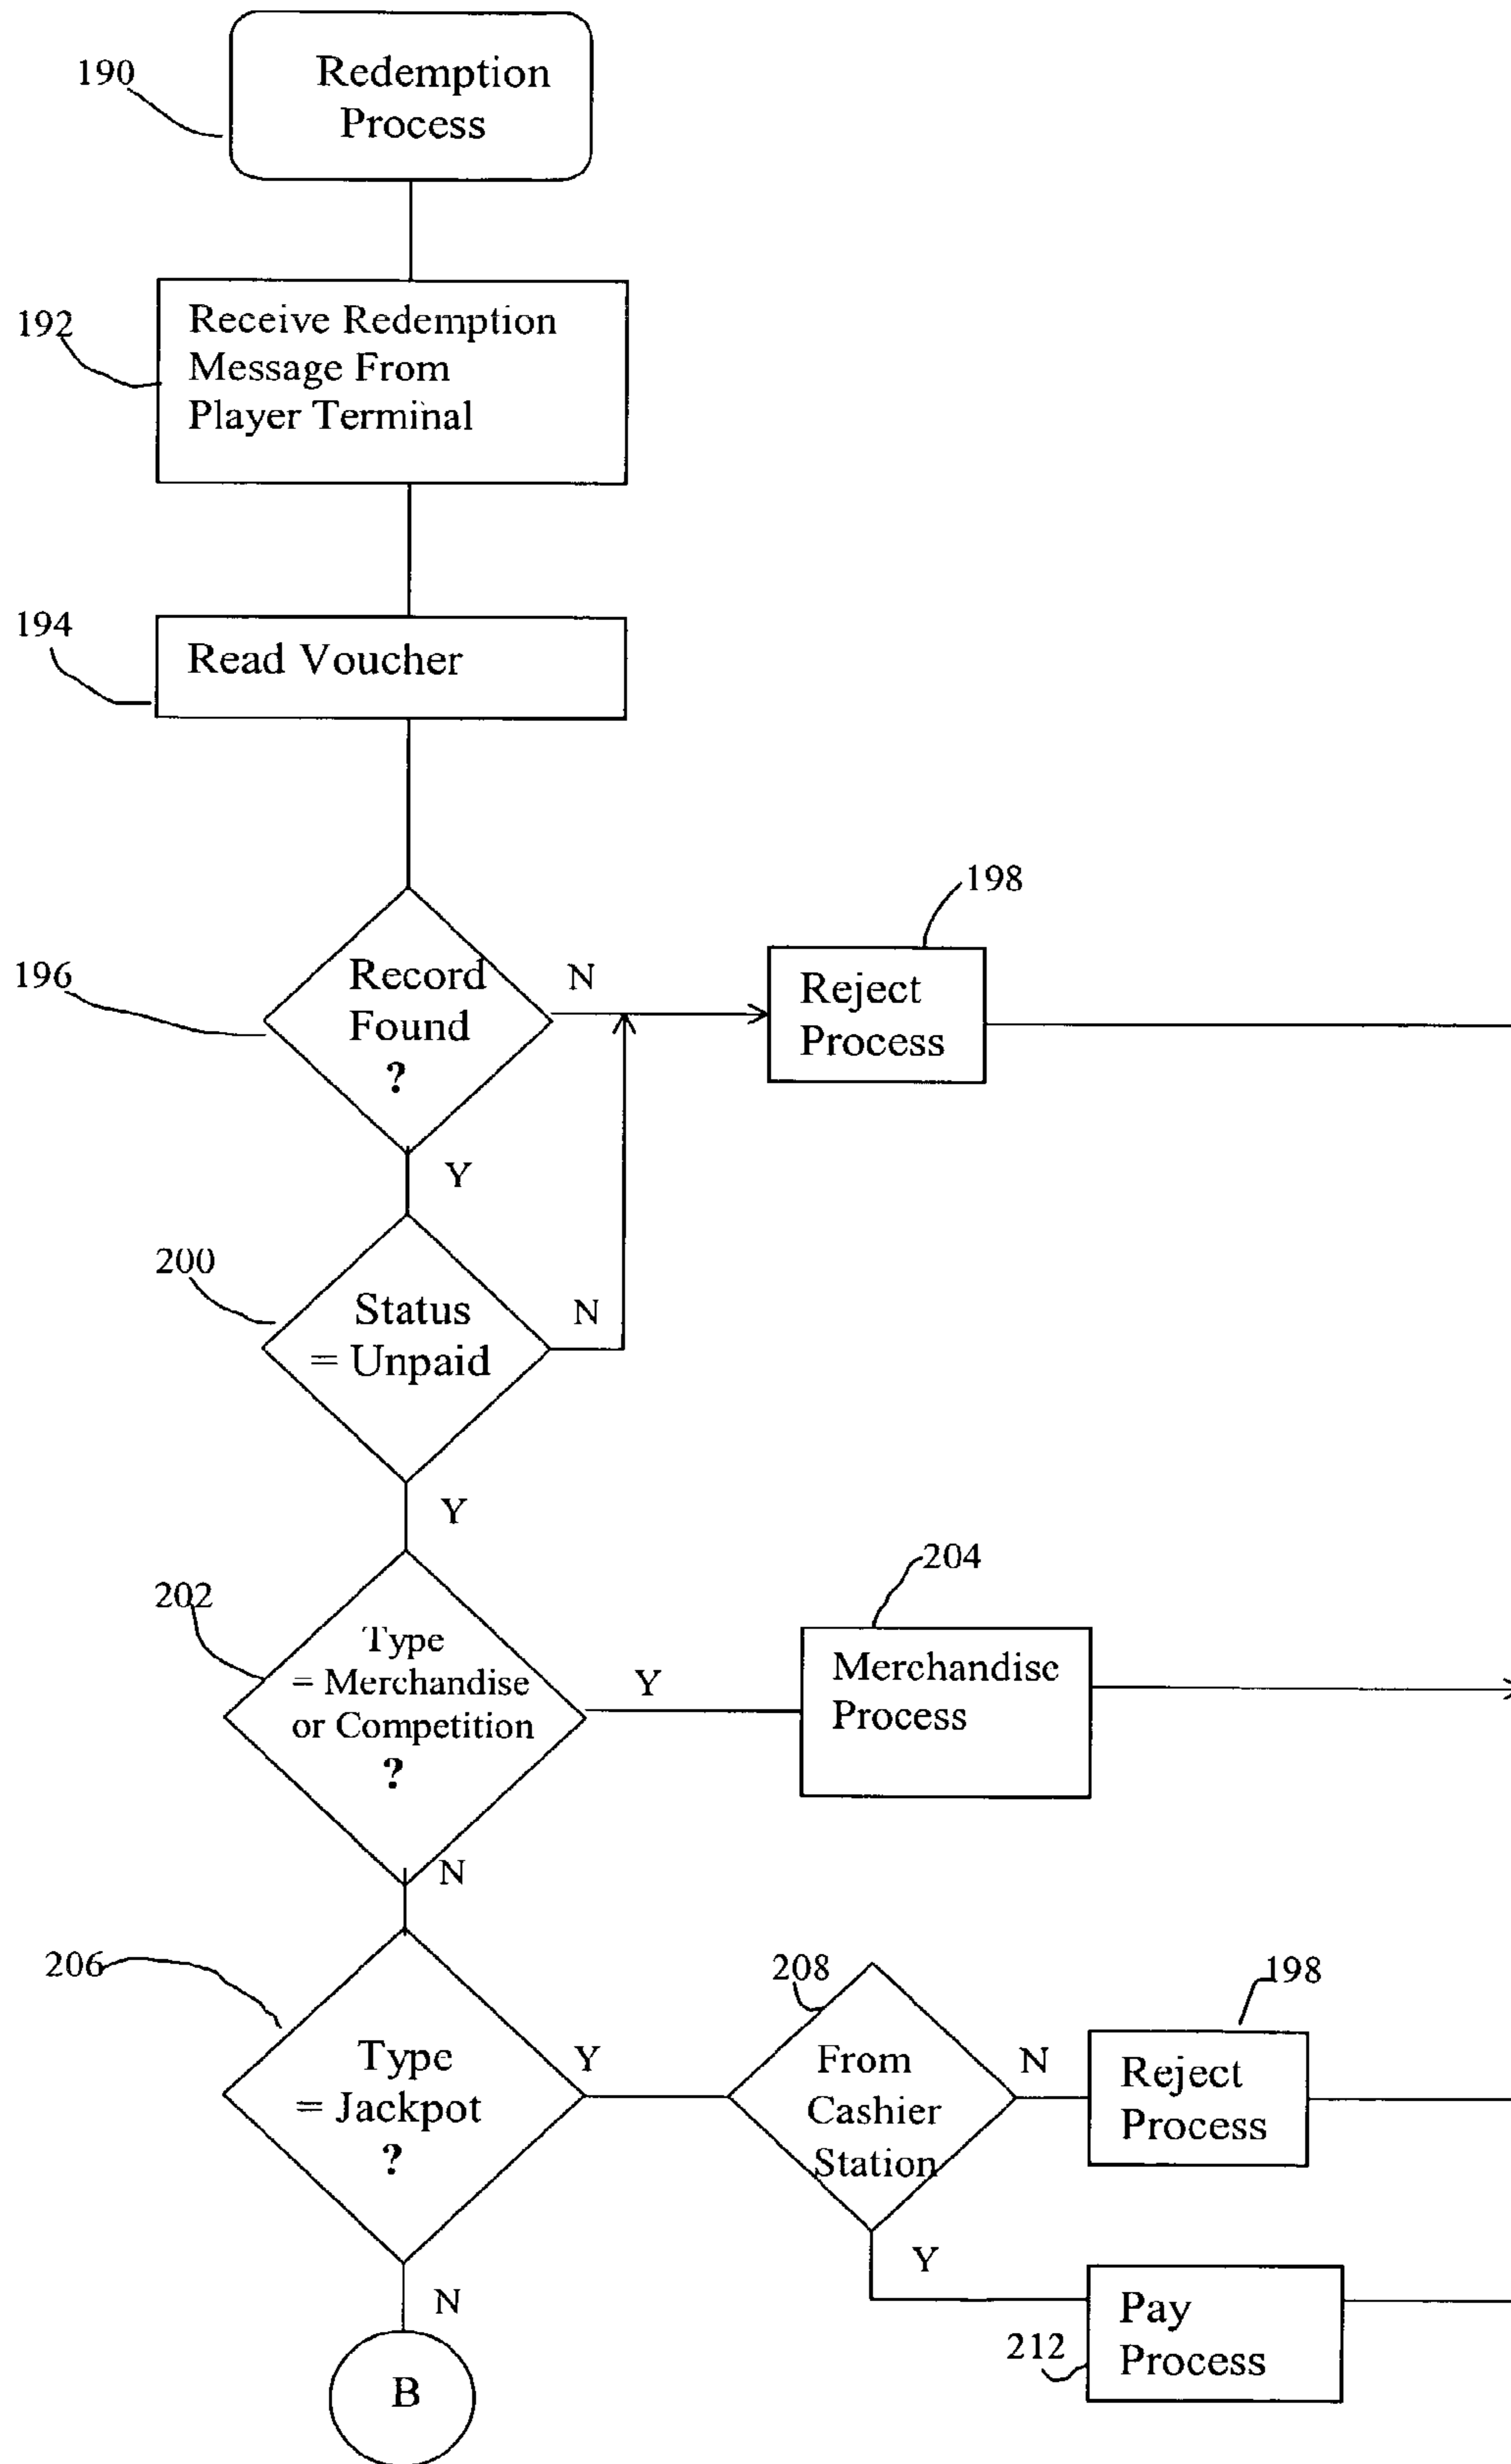 190
Redemption
Process
192
Receive Redemption
Message From
Player Terminal
194
Read Voucher
196
Record
Found
?
N
198
Reject
Process
Y
200
Status
= Unpaid
N
Y
202
Type
= Merchandise
or Competition
?
Y
204
Merchandise
Process
N
206
Type
= Jackpot
?
Y
208
From
Cashier
Station
N
198
Reject
Process
Y
212
Pay
Process
N
B